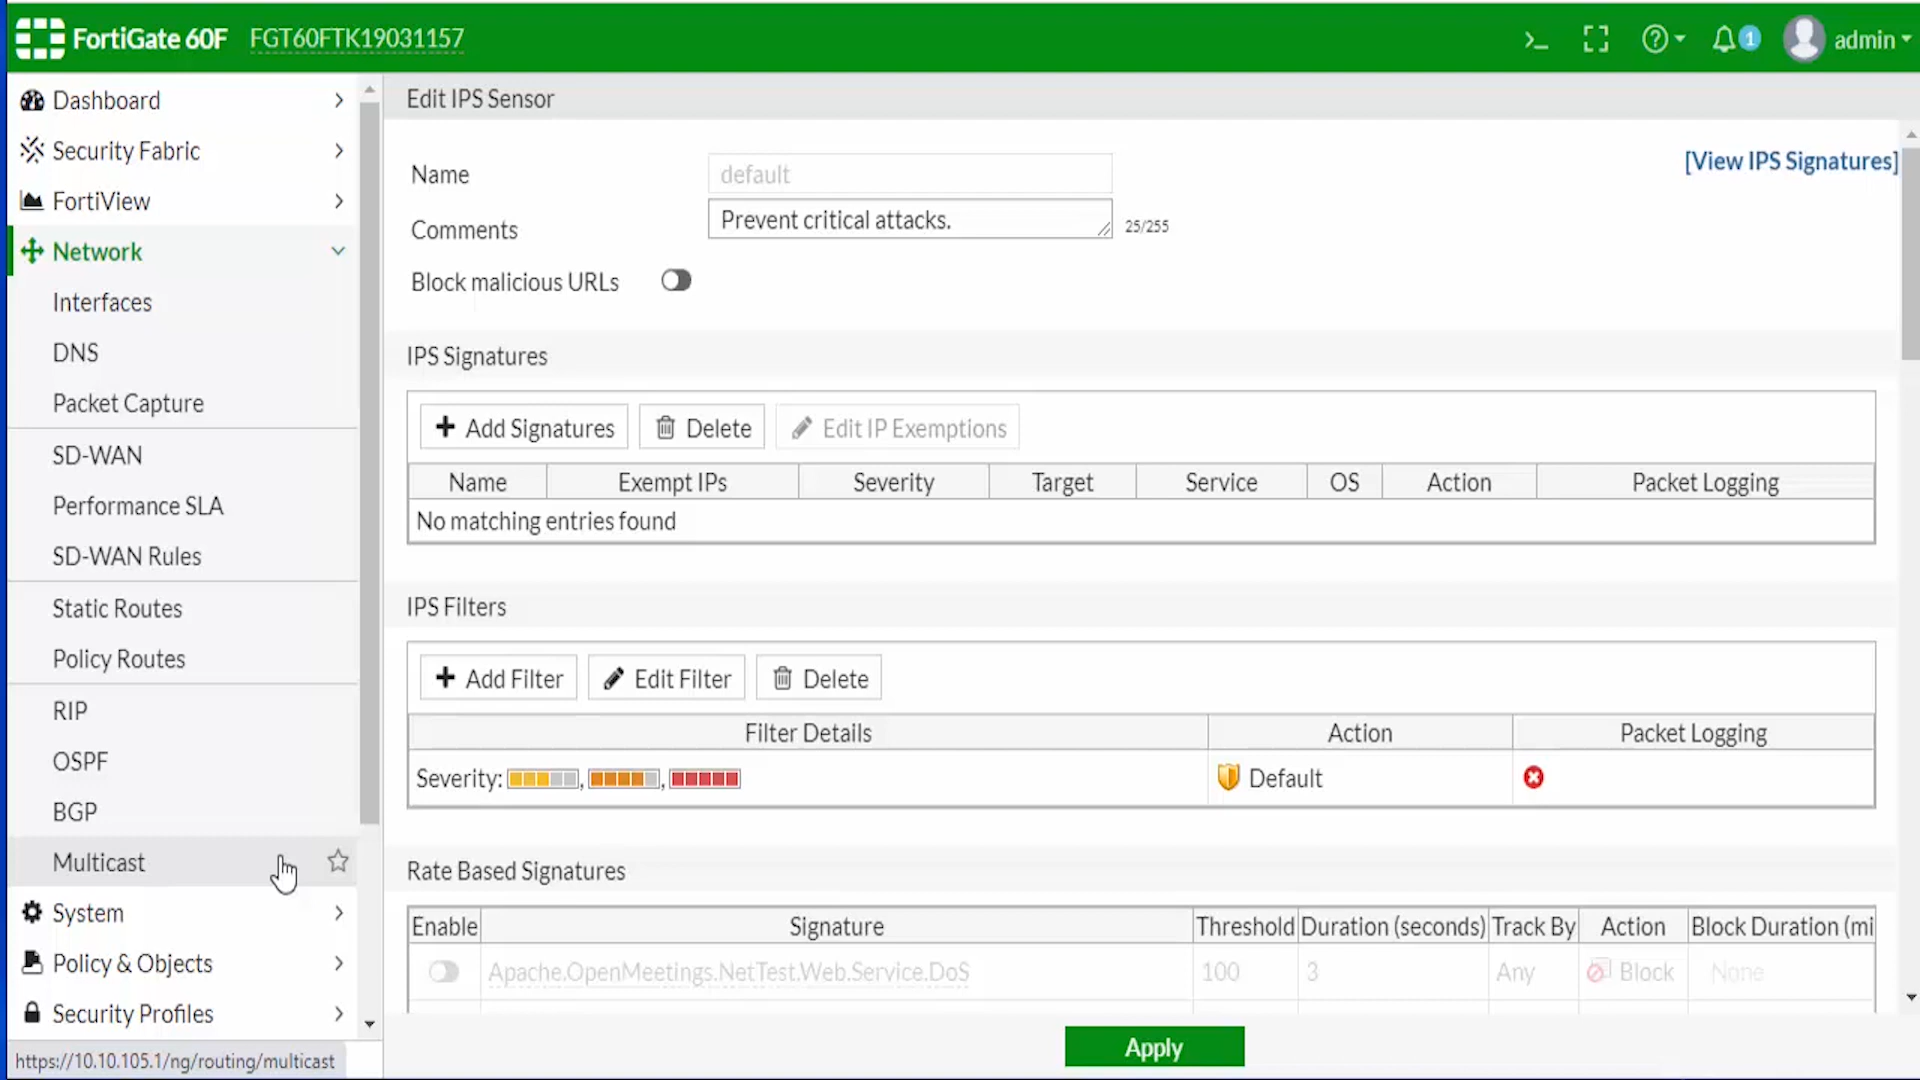 FortiGate 60F FGT60FTK19031157
1
admin
Dashboard
Security Fabric
FortiView
Network
Interfaces
DNS
Packet Capture
SD-WAN
Performance SLA
SD-WAN Rules
Static Routes
Policy Routes
RIP
OSPF
BGP
Multicast
System
Policy & Objects
Security Profiles
https://10.10.105.1/ng/routing/multicast
Edit IPS Sensor
[View IPS Signatures]
Name default
Comments Prevent critical attacks. 25/255
Block malicious URLs
IPS Signatures
Add Signatures Delete Edit IP Exemptions
Name Exempt IPs Severity Target Service OS Action Packet Logging
No matching entries found
IPS Filters
Add Filter Edit Filter Delete
Filter Details Action Packet Logging
Severity: , , Default
Rate Based Signatures
Enable Signature Threshold Duration (seconds) Track By Action Block Duration (mi
Apache.OpenMeetings.NetTest.Web.Service.DoS 100 3 Any Block None
Apply